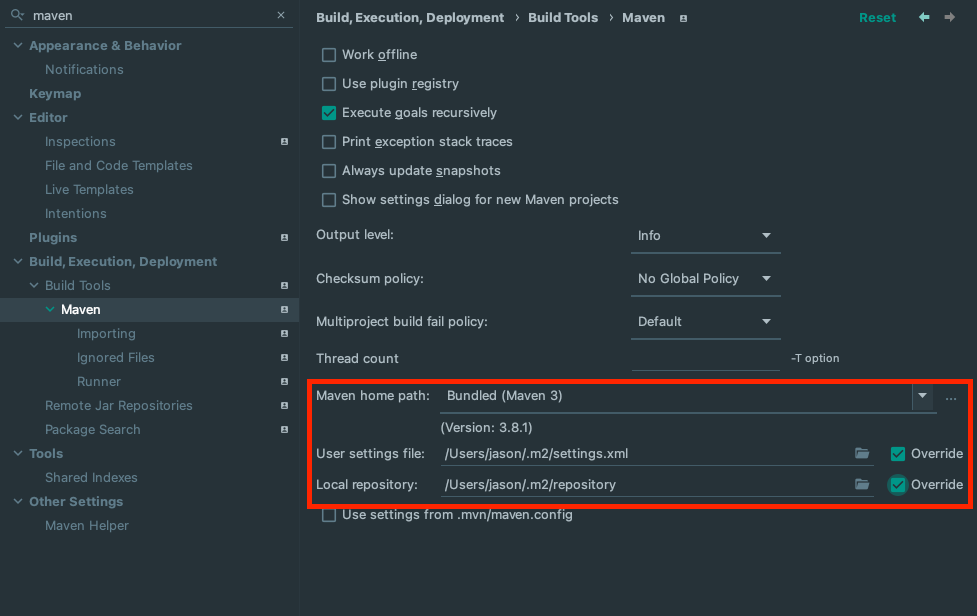 maven
Appearance & Behavior
Notifications
Keymap
Editor
Inspections
File and Code Templates
Live Templates
Intentions
Plugins
Build, Execution, Deployment
Build Tools
Maven
Importing
Ignored Files
Runner
Remote Jar Repositories
Package Search
Tools
Shared Indexes
Other Settings
Maven Helper
Build, Execution, Deployment › Build Tools › Maven Reset
Work offline
Use plugin registry
Execute goals recursively
Print exception stack traces
Always update snapshots
Show settings dialog for new Maven projects
Output level: Info
Checksum policy: No Global Policy
Multiproject build fail policy: Default
Thread count -T option
Maven home path: Bundled (Maven 3) ...
(Version: 3.8.1)
User settings file: /Users/jason/.m2/settings.xml Override
Local repository: /Users/jason/.m2/repository Override
Use settings from .mvn/maven.config